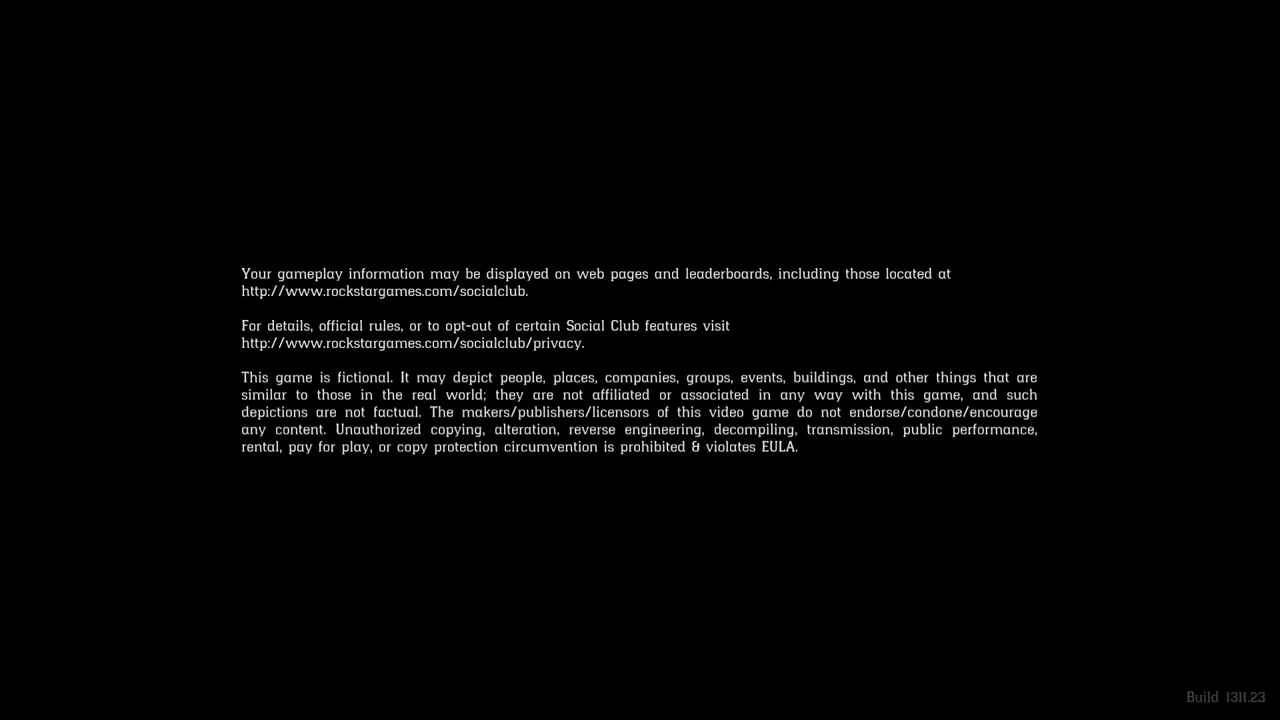 Your gameplay information may be displayed on web pages and leaderboards, including those located at
http://www.rockstargames.com/socialclub.
For details, official rules, or to opt-out of certain Social Club features visit
http://www.rockstargames.com/socialclub/privacy.
This game is fictional. It may depict people, places, companies, groups, events, buildings, and other things that are
similar to those in the real world; they are not affiliated or associated in any way with this game, and such
depictions are not factual. The makers/publishers/licensors of this video game do not endorse/condone/encourage
any content. Unauthorized copying, alteration, reverse engineering, decompiling, transmission, public performance,
rental, pay for play, or copy protection circumvention is prohibited & violates EULA.
Build 1311.23